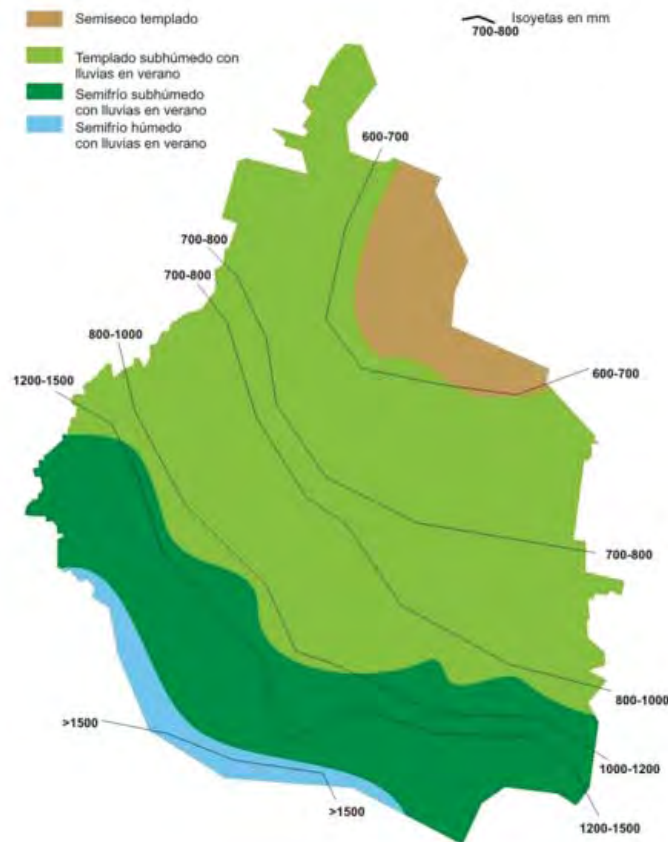 Semiseco templado
Templado subhúmedo con
lluvias en verano
Semifrío subhúmedo
con lluvias en verano
Semifrío húmedo
con lluvias en verano
Isoyetas en mm
700-800
600-700
700-800
700-800
800-1000
1200-1500
600-700
700-800
800-1000
>1500
1000-1200
>1500
1200-1500